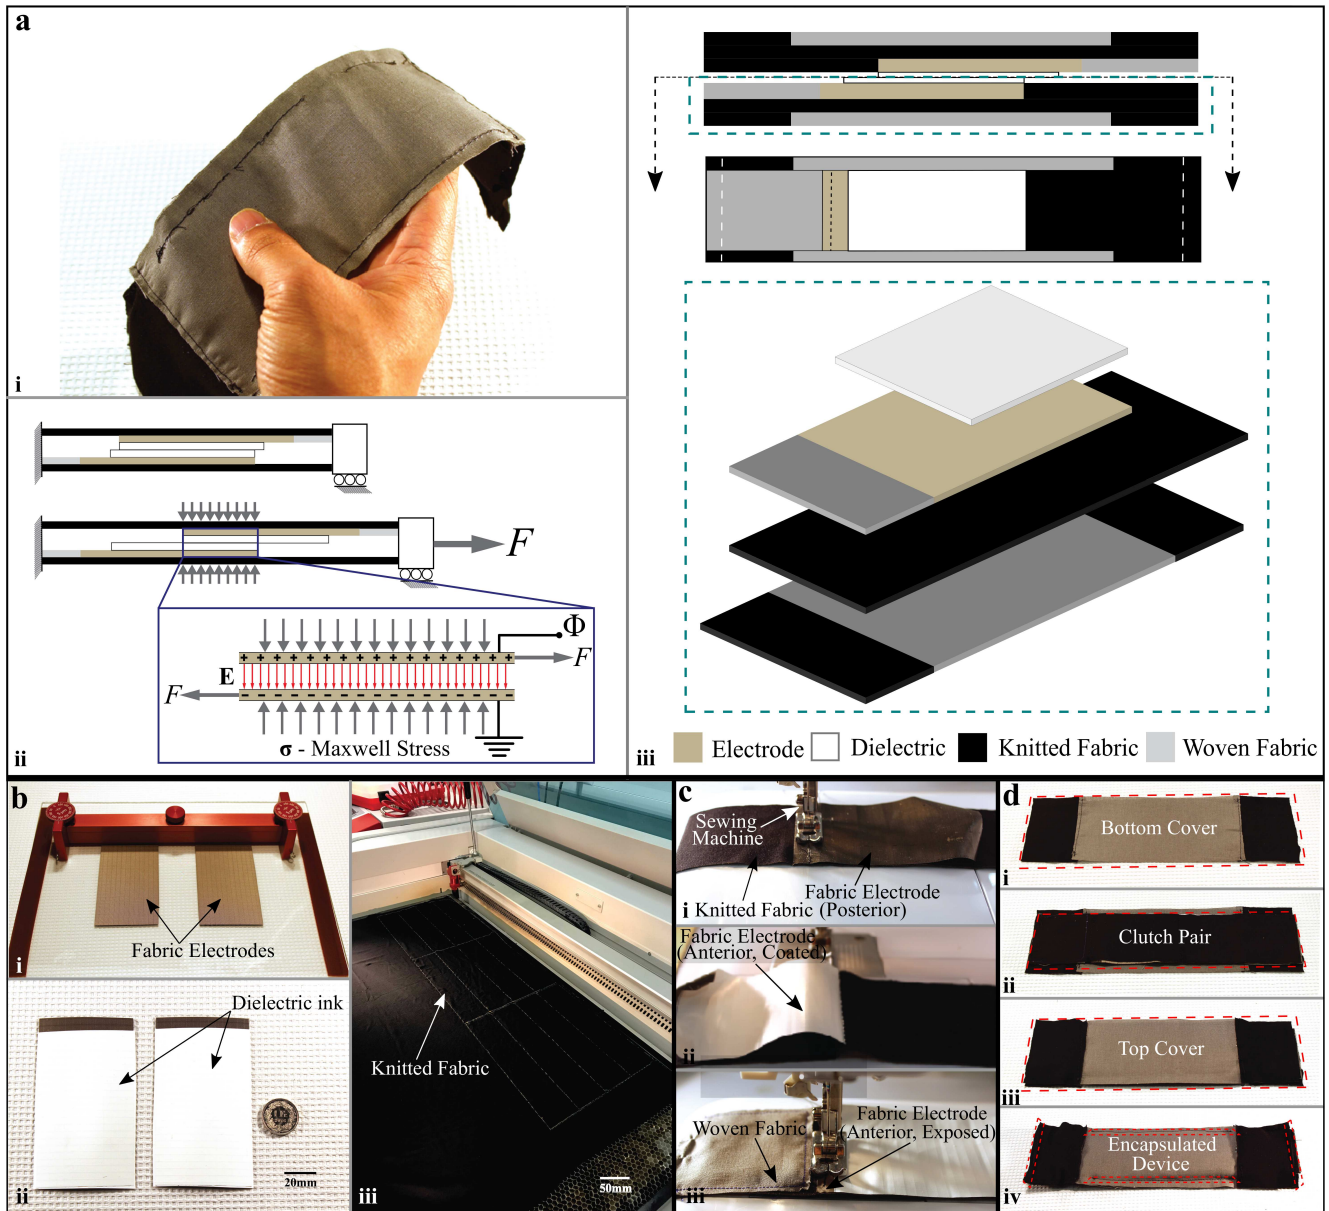 a
i
F
Φ
+ + + + + + + + + + + + + + + + +
F
E
F
− − − − − − − − − − − − − − − −
σ - Maxwell Stress
ii
iii
Electrode
Dielectric
Knitted Fabric
Woven Fabric
b
Fabric Electrodes
i
Dielectric ink
20mm
ii
Knitted Fabric
50mm
iii
c
Sewing
Machine
Fabric Electrode
(Posterior)
Knitted Fabric
i
Fabric Electrode
(Anterior, Coated)
ii
Woven Fabric
Fabric Electrode
(Anterior, Exposed)
iii
d
Bottom Cover
i
Clutch Pair
ii
Top Cover
iii
Encapsulated
Device
iv